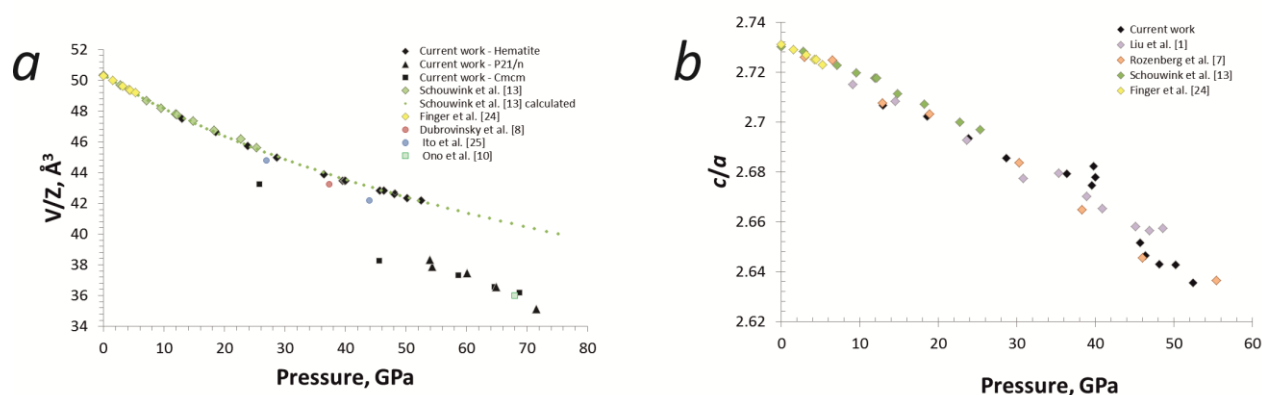 a
52
50
48
46
44
42
40
38
36
34
V/Z, Å³
0
10
20
30
40
50
60
70
80
Pressure, GPa
Current work - Hematite
Current work - P21/n
Current work - Cmcm
Schouwink et al. [13]
Schouwink et al. [13] calculated
Finger et al. [24]
Dubrovinsky et al. [8]
Ito et al. [25]
Ono et al. [10]
b
2.74
2.72
2.7
2.68
2.66
2.64
2.62
c/a
0
10
20
30
40
50
60
Pressure, GPa
Current work
Liu et al. [1]
Rozenberg et al. [7]
Schouwink et al. [13]
Finger et al. [24]